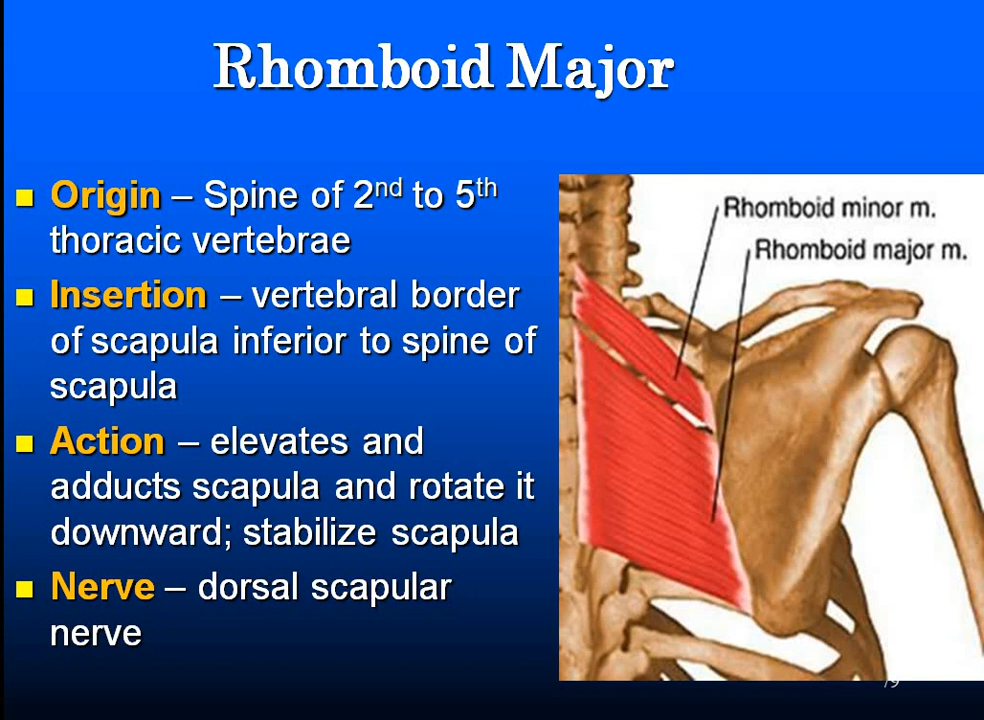 Rhomboid Major
Origin – Spine of 2nd to 5th
thoracic vertebrae
Insertion – vertebral border
of scapula inferior to spine of
scapula
Action – elevates and
adducts scapula and rotate it
downward; stabilize scapula
Nerve – dorsal scapular
nerve
Rhomboid minor m.
Rhomboid major m.